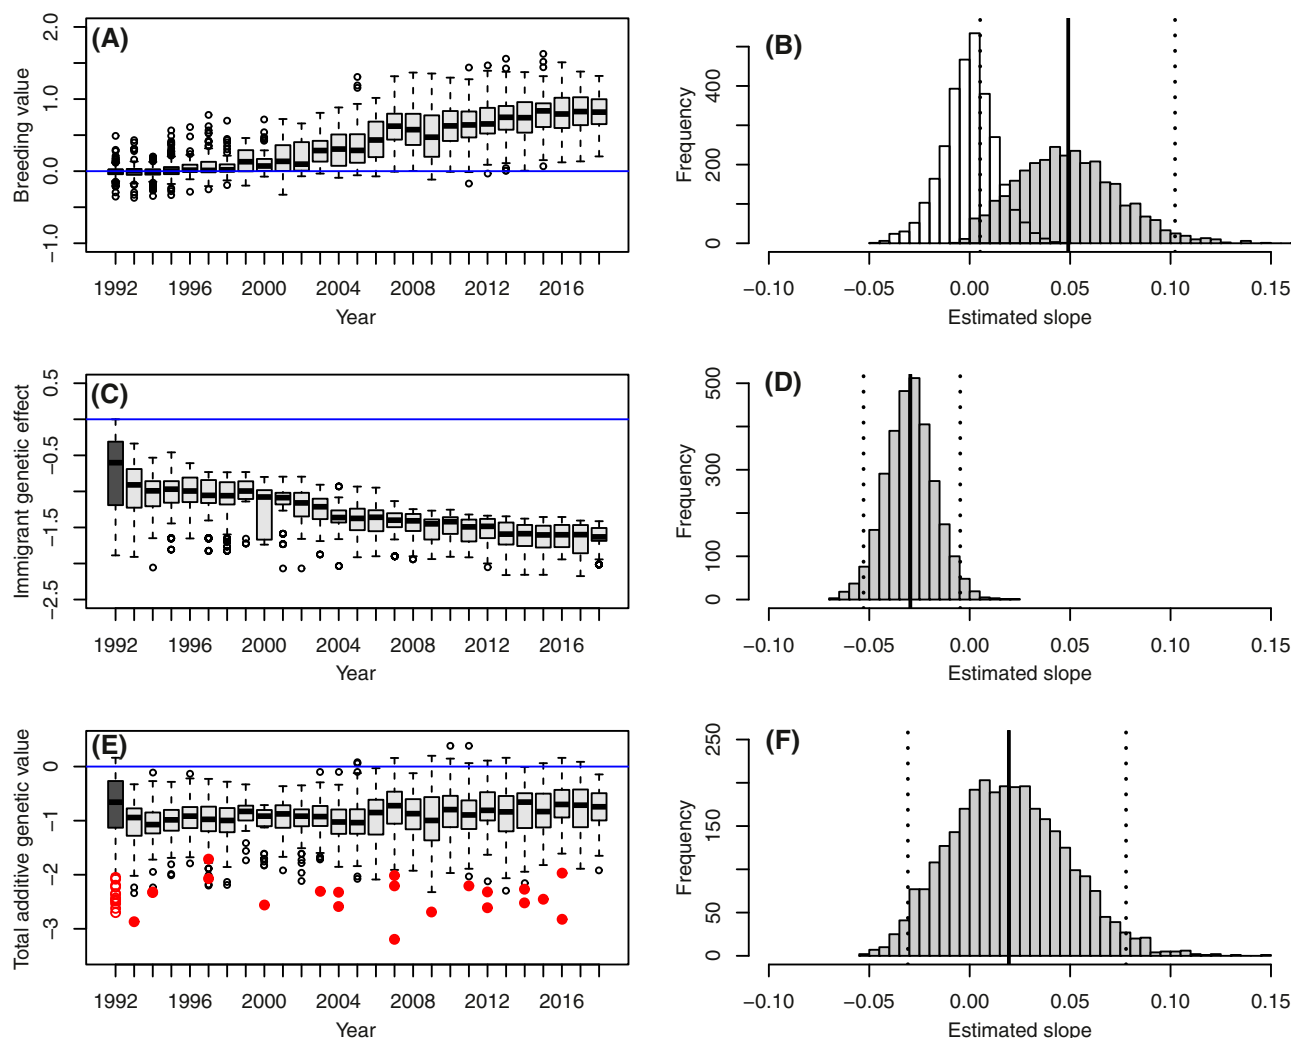 (A)
Breeding value
2.0
1.0
0.0
−1.0
1992 1996 2000 2004 2008 2012 2016
Year
(B)
Frequency
400
200
0
−0.10 −0.05 0.00 0.05 0.10 0.15
Estimated slope
(C)
Immigrant genetic effect
0.5
−0.5
−1.5
−2.5
1992 1996 2000 2004 2008 2012 2016
Year
(D)
Frequency
500
300
100
0
−0.10 −0.05 0.00 0.05 0.10 0.15
Estimated slope
(E)
Total additive genetic value
0
−1
−2
−3
1992 1996 2000 2004 2008 2012 2016
Year
(F)
Frequency
250
150
50
0
−0.10 −0.05 0.00 0.05 0.10 0.15
Estimated slope